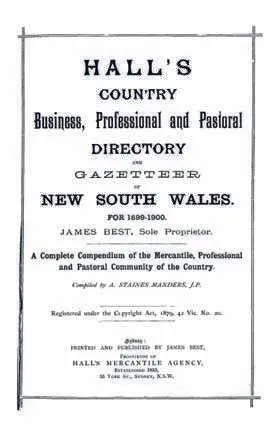 HALL'S
COUNTRY
Business, Professional and Pastoral
DIRECTORY
AND
GAZETTEER
OF
NEW SOUTH WALES.
FOR 1699-1900.
JAMES BEST, Sole Proprietor.
A Complete Compendium of the Mercantile, Professional
and Pastoral Community of the Country.
Compiled by A. STAINES MANDERS, J.P.
Registered under the Copyright Act, 1879, 42 Vic. No. 20.
Sydney:
PRINTED AND PUBLISHED BY JAMES BEST,
PROPRIETOR OF
HALL'S MERCANTILE AGENCY,
ESTABLISHED 1883,
YORK ST., SYDNEY, N.S.W.